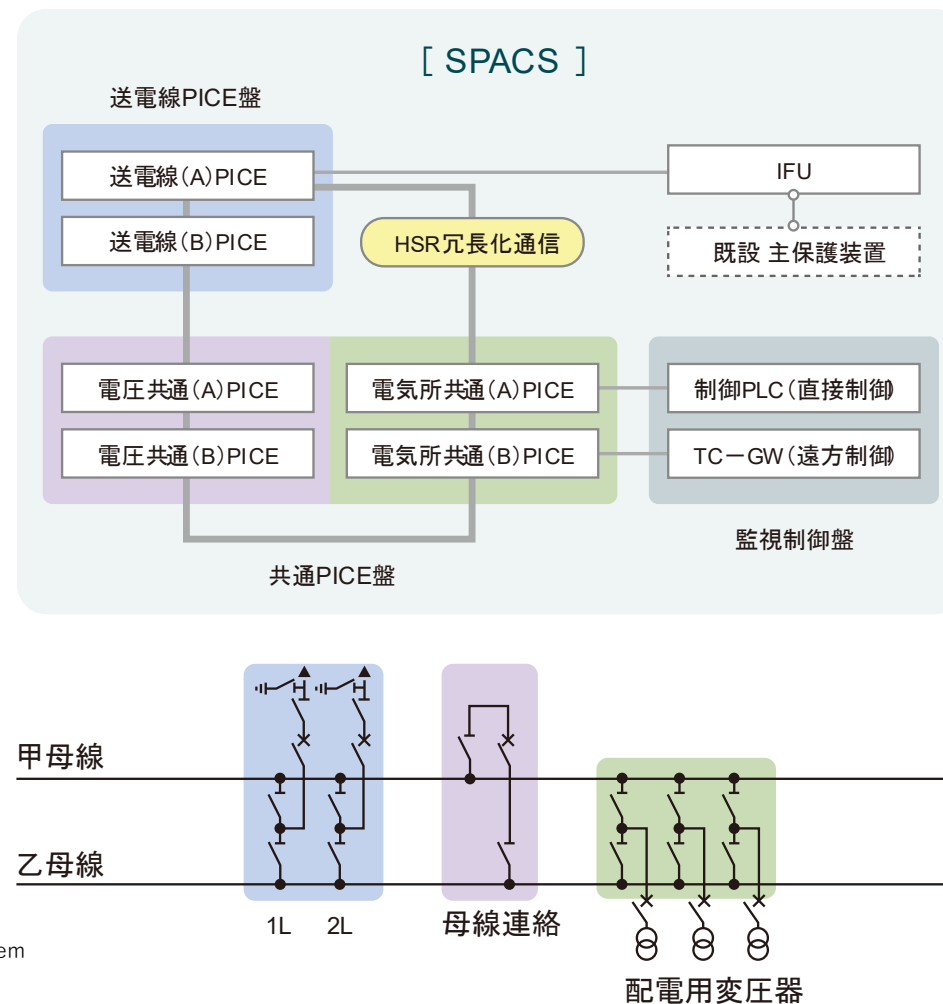 [ SPACS ]
送電線PICE盤
送電線(A)PICE
IFU
送電線(B)PICE
HSR冗長化通信
既設 主保護装置
電圧共通(A)PICE
電気所共通(A)PICE
制御PLC(直接制御)
電圧共通(B)PICE
電気所共通(B)PICE
TC－GW(遠方制御)
監視制御盤
共通PICE盤
甲母線
乙母線
1L 2L
母線連絡
em
配電用変圧器